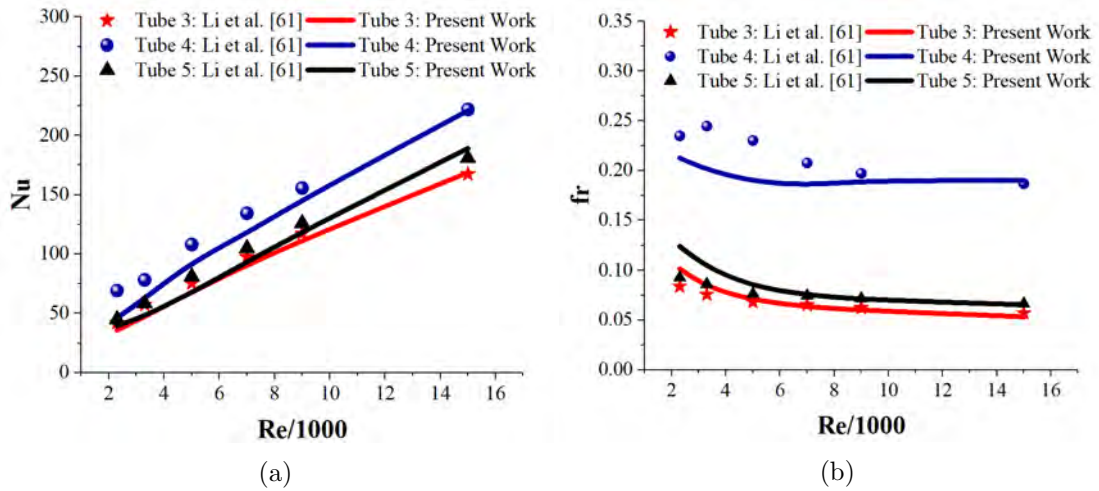 300
250
200
150
100
50
0
Nu
Tube 3: Li et al. [61] Tube 3: Present Work
Tube 4: Li et al. [61] Tube 4: Present Work
Tube 5: Li et al. [61] Tube 5: Present Work
2 4 6 8 10 12 14 16
Re/1000
(a)
0.35
0.30
0.25
0.20
0.15
0.10
0.05
0.00
fr
Tube 3: Li et al. [61] Tube 3: Present Work
Tube 4: Li et al. [61] Tube 4: Present Work
Tube 5: Li et al. [61] Tube 5: Present Work
2 4 6 8 10 12 14 16
Re/1000
(b)